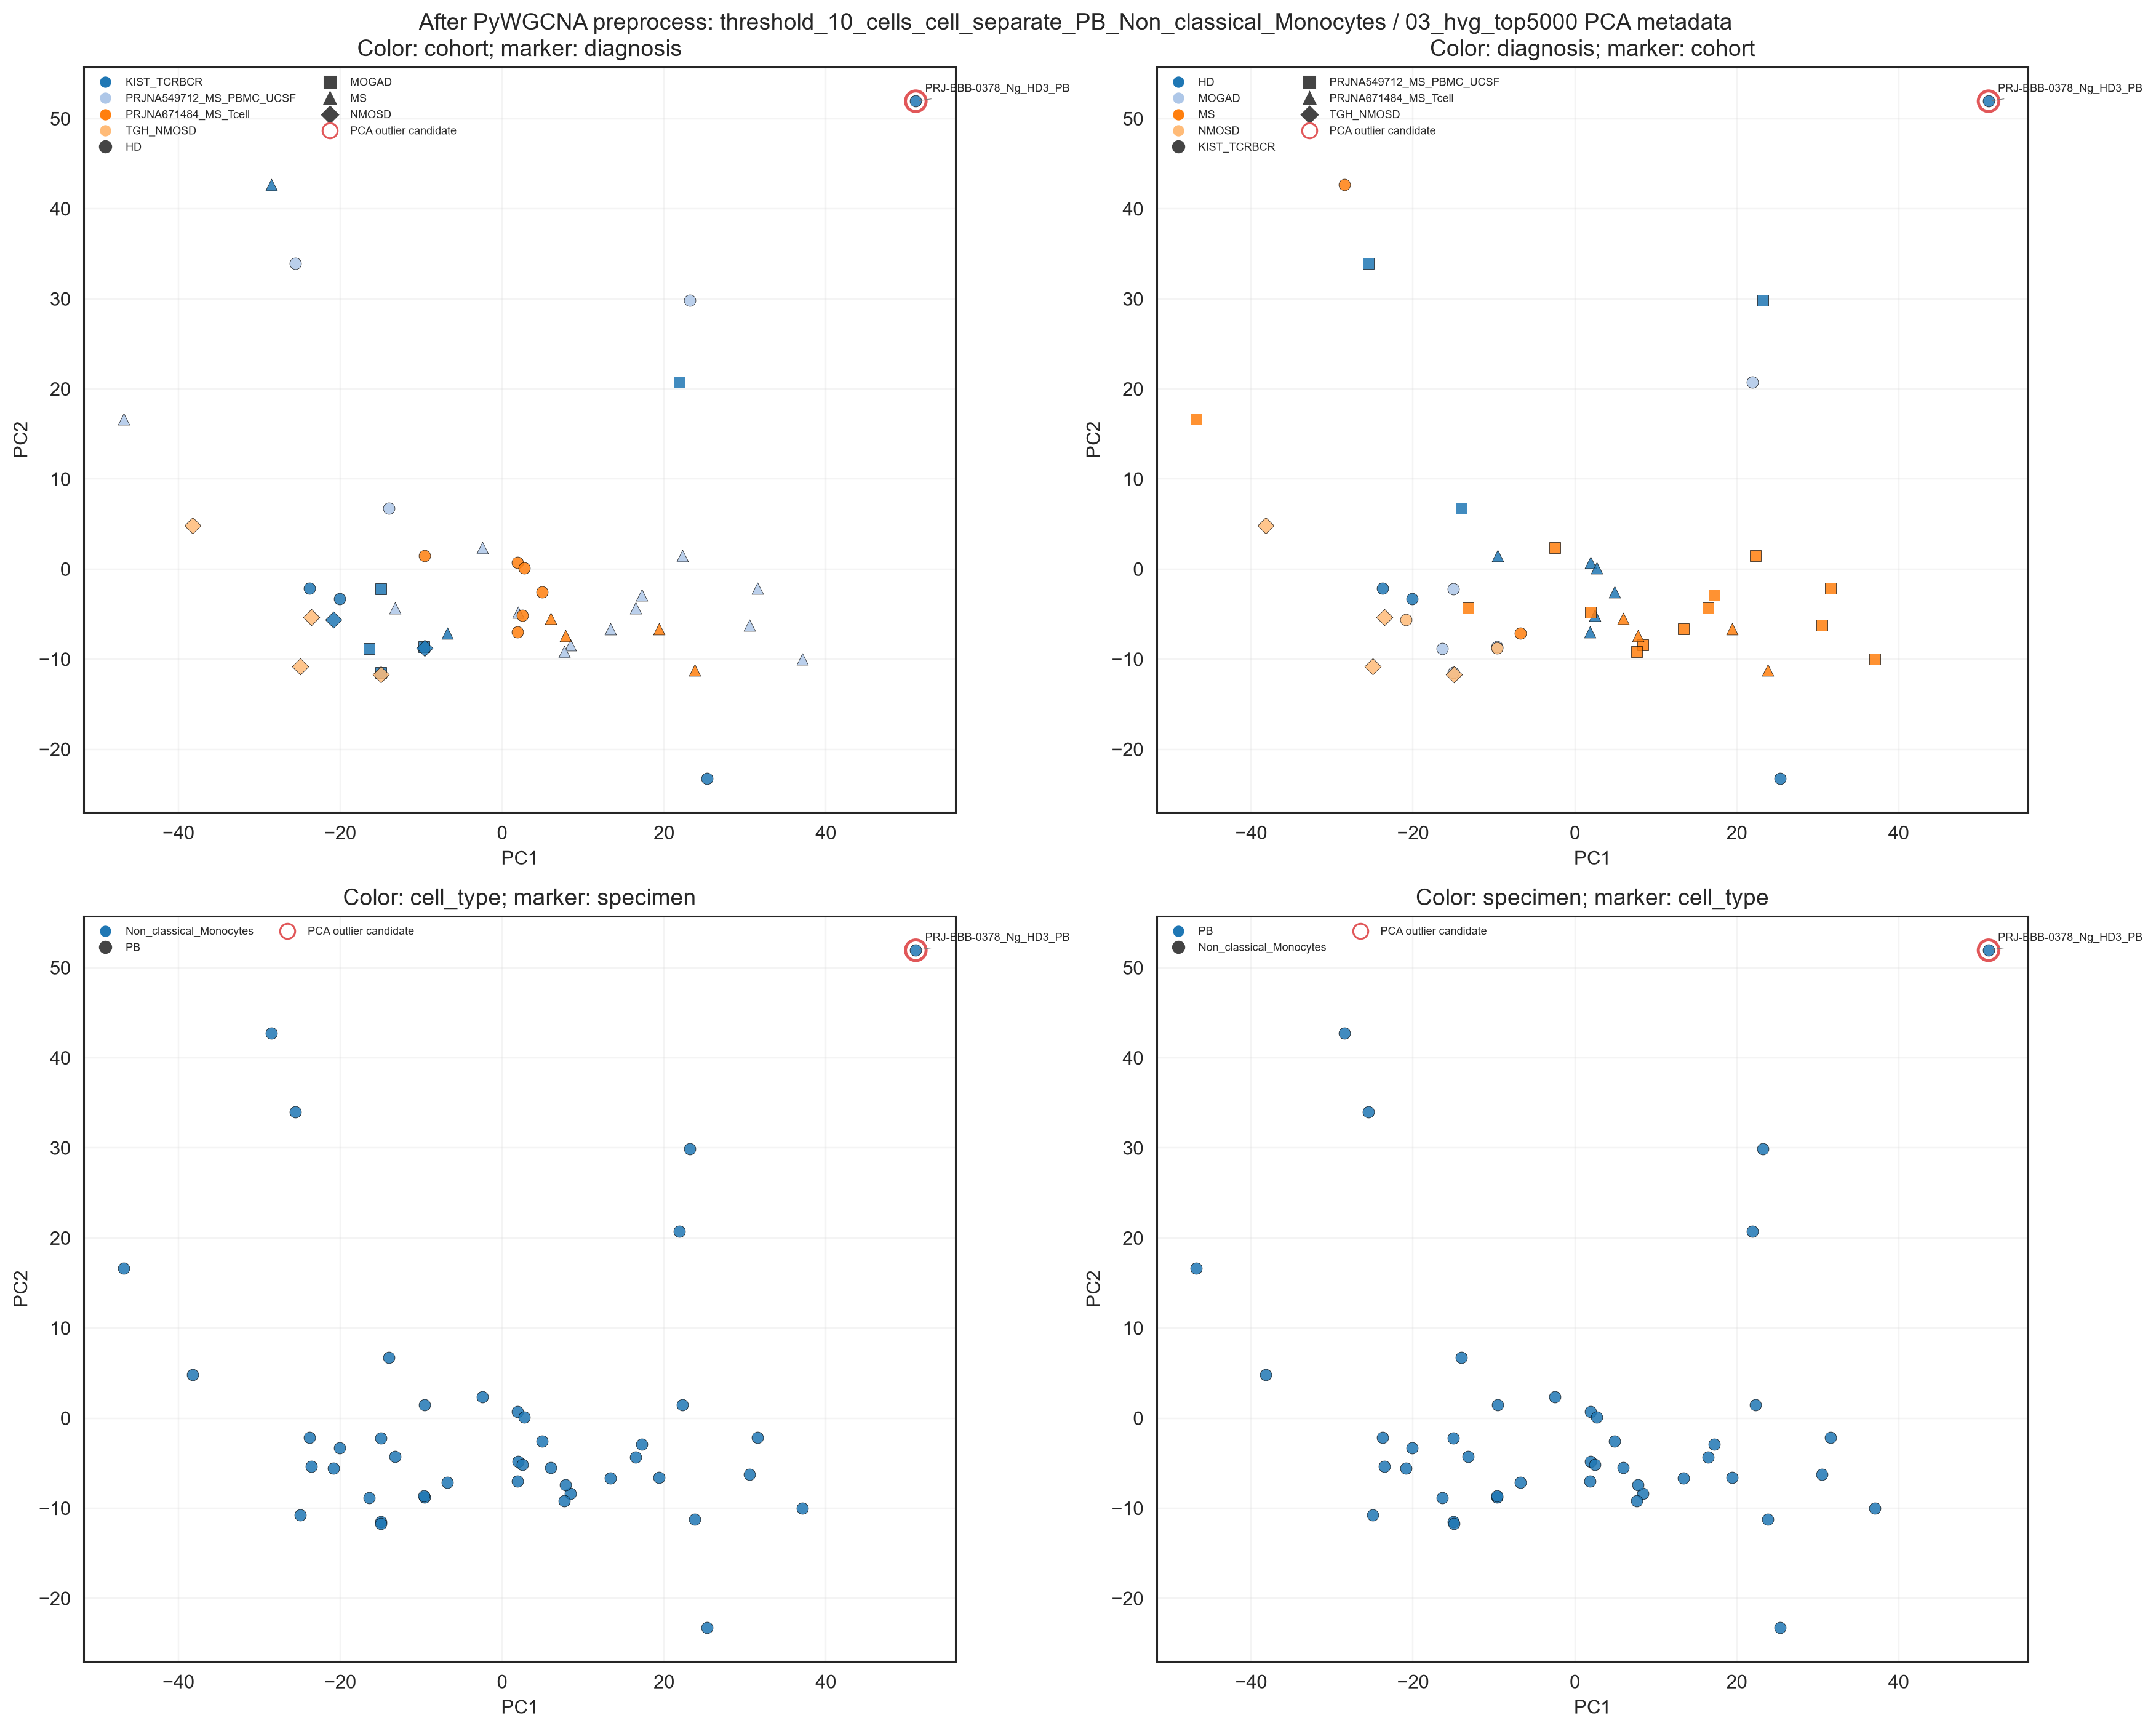 After PyWGCNA preprocess: threshold_10_cells_cell_separate_PB_Non_classical_Monocytes / 03_hvg_top5000 PCA metadata
Color: cohort; marker: diagnosis
KIST_TCRBCR
PRJNA549712_MS_PBMC_UCSF
PRJNA671484_MS_Tcell
TGH_NMOSD
HD
MOGAD
MS
NMOSD
PCA outlier candidate
PRJ-EBB-0378_Ng_HD3_PB
50
40
30
20
10
0
−10
−20
PC2
−40
−20
0
20
40
PC1
Color: diagnosis; marker: cohort
HD
MOGAD
MS
NMOSD
KIST_TCRBCR
PRJNA549712_MS_PBMC_UCSF
PRJNA671484_MS_Tcell
TGH_NMOSD
PCA outlier candidate
PRJ-EBB-0378_Ng_HD3_PB
50
40
30
20
10
0
−10
−20
PC2
−40
−20
0
20
40
PC1
Color: cell_type; marker: specimen
Non_classical_Monocytes
PB
PCA outlier candidate
PRJ-EBB-0378_Ng_HD3_PB
50
40
30
20
10
0
−10
−20
PC2
−40
−20
0
20
40
PC1
Color: specimen; marker: cell_type
PB
Non_classical_Monocytes
PCA outlier candidate
PRJ-EBB-0378_Ng_HD3_PB
50
40
30
20
10
0
−10
−20
PC2
−40
−20
0
20
40
PC1